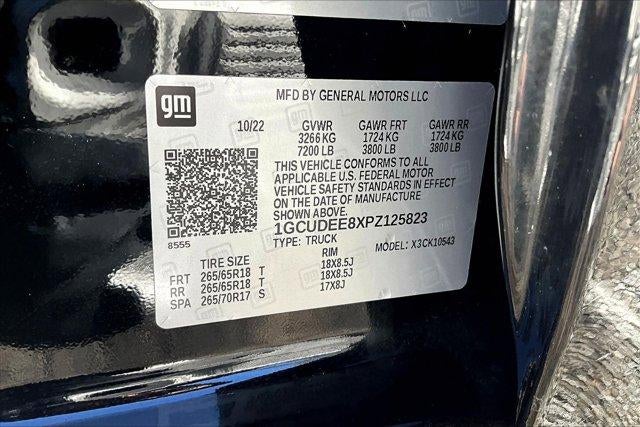 gm
MFD BY GENERAL MOTORS LLC
10/22 GVWR GAWR FRT GAWR RR
3266 KG 1724 KG 1724 KG
7200 LB 3800 LB 3800 LB
THIS VEHICLE CONFORMS TO ALL
APPLICABLE U.S. FEDERAL MOTOR
VEHICLE SAFETY STANDARDS IN EFFECT
ON THE DATE OF MANUFACTURE
SHOWN ABOVE.
8555
1GCUDEE8XPZ125823
TYPE: TRUCK MODEL: X3CK10543
TIRE SIZE RIM
FRT 265/65R18 T 18X8.5J
RR 265/65R18 T 18X8.5J
SPA 265/70R17 S 17X8J